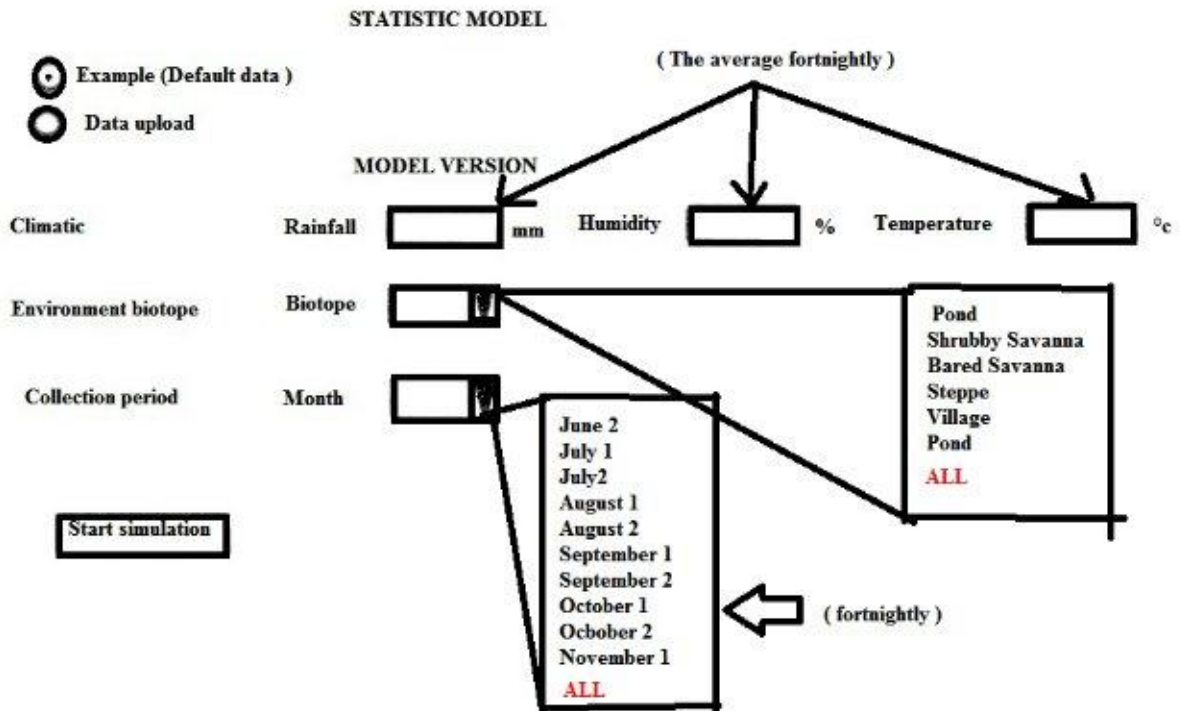 STATISTIC MODEL
Example (Default data )
Data upload
( The average fortnightly )
MODEL VERSION
Climatic
Rainfall
mm
Humidity
%
Temperature
°c
Environment biotope
Biotope
Pond
Shrubby Savanna
Bared Savanna
Steppe
Village
Pond
ALL
Collection period
Month
June 2
July 1
July2
August 1
August 2
September 1
September 2
October 1
Ocbober 2
November 1
ALL
( fortnightly )
Start simulation